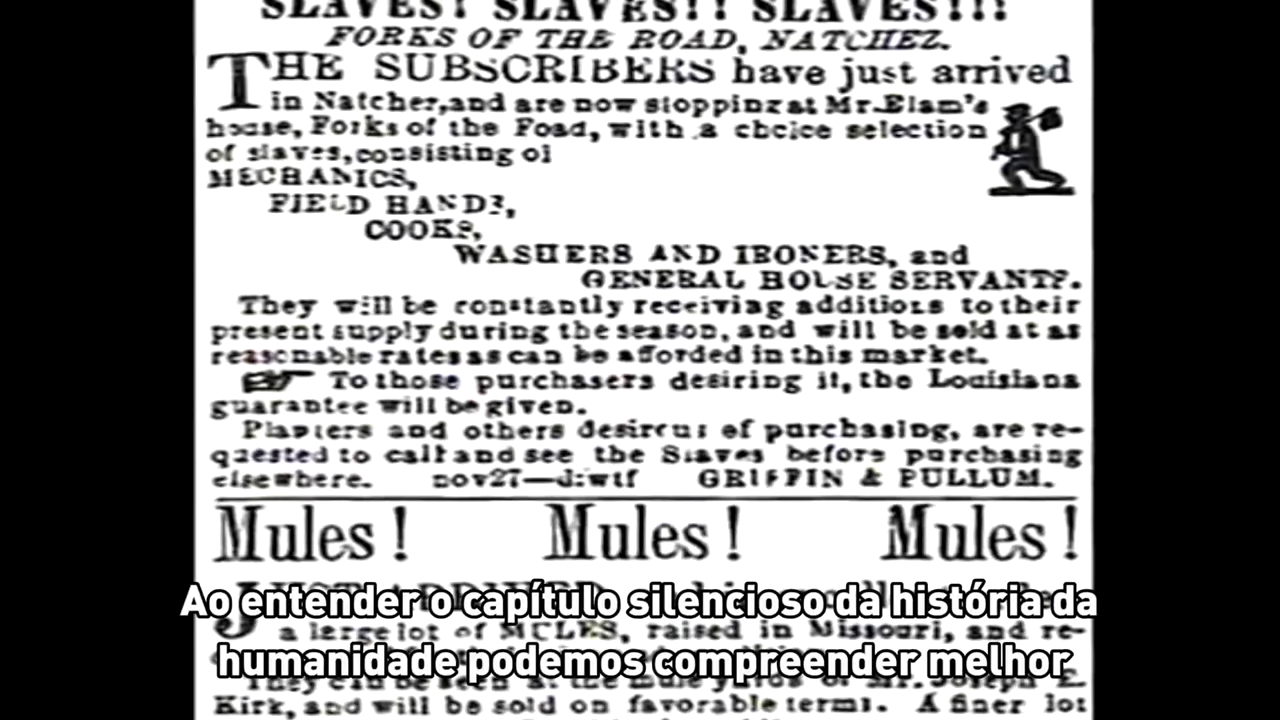 SLAVES! SLAVES!! SLAVES!!!
FORKS OF THE ROAD, NATCHEZ.
THE SUBSCRIBERS have just arrived
in Natchez, and are now stopping at Mr. Elam's
house, Forks of the Road, with a choice selection
of slaves, consisting of
MECHANICS,
FIELD HANDS,
COOKS,
WASHERS AND IRONERS, and
GENERAL HOUSE SERVANTS.
They will be constantly receiving additions to their
present supply during the season, and will be sold at as
reasonable rates as can be afforded in this market.
To those purchasers desiring it, the Louisiana
guarantee will be given.
Planters and others desirous of purchasing, are re-
quested to call and see the Slaves before purchasing
elsewhere. nov27—d&wtf GRIFFIN & PULLUM.
Mules! Mules! Mules!
Ao entender o capítulo silencioso da história da
a large lot of MULES, raised in Missouri, and re-
humanidade podemos compreender melhor
Kirk, and will be sold on favorable terms. A finer lot